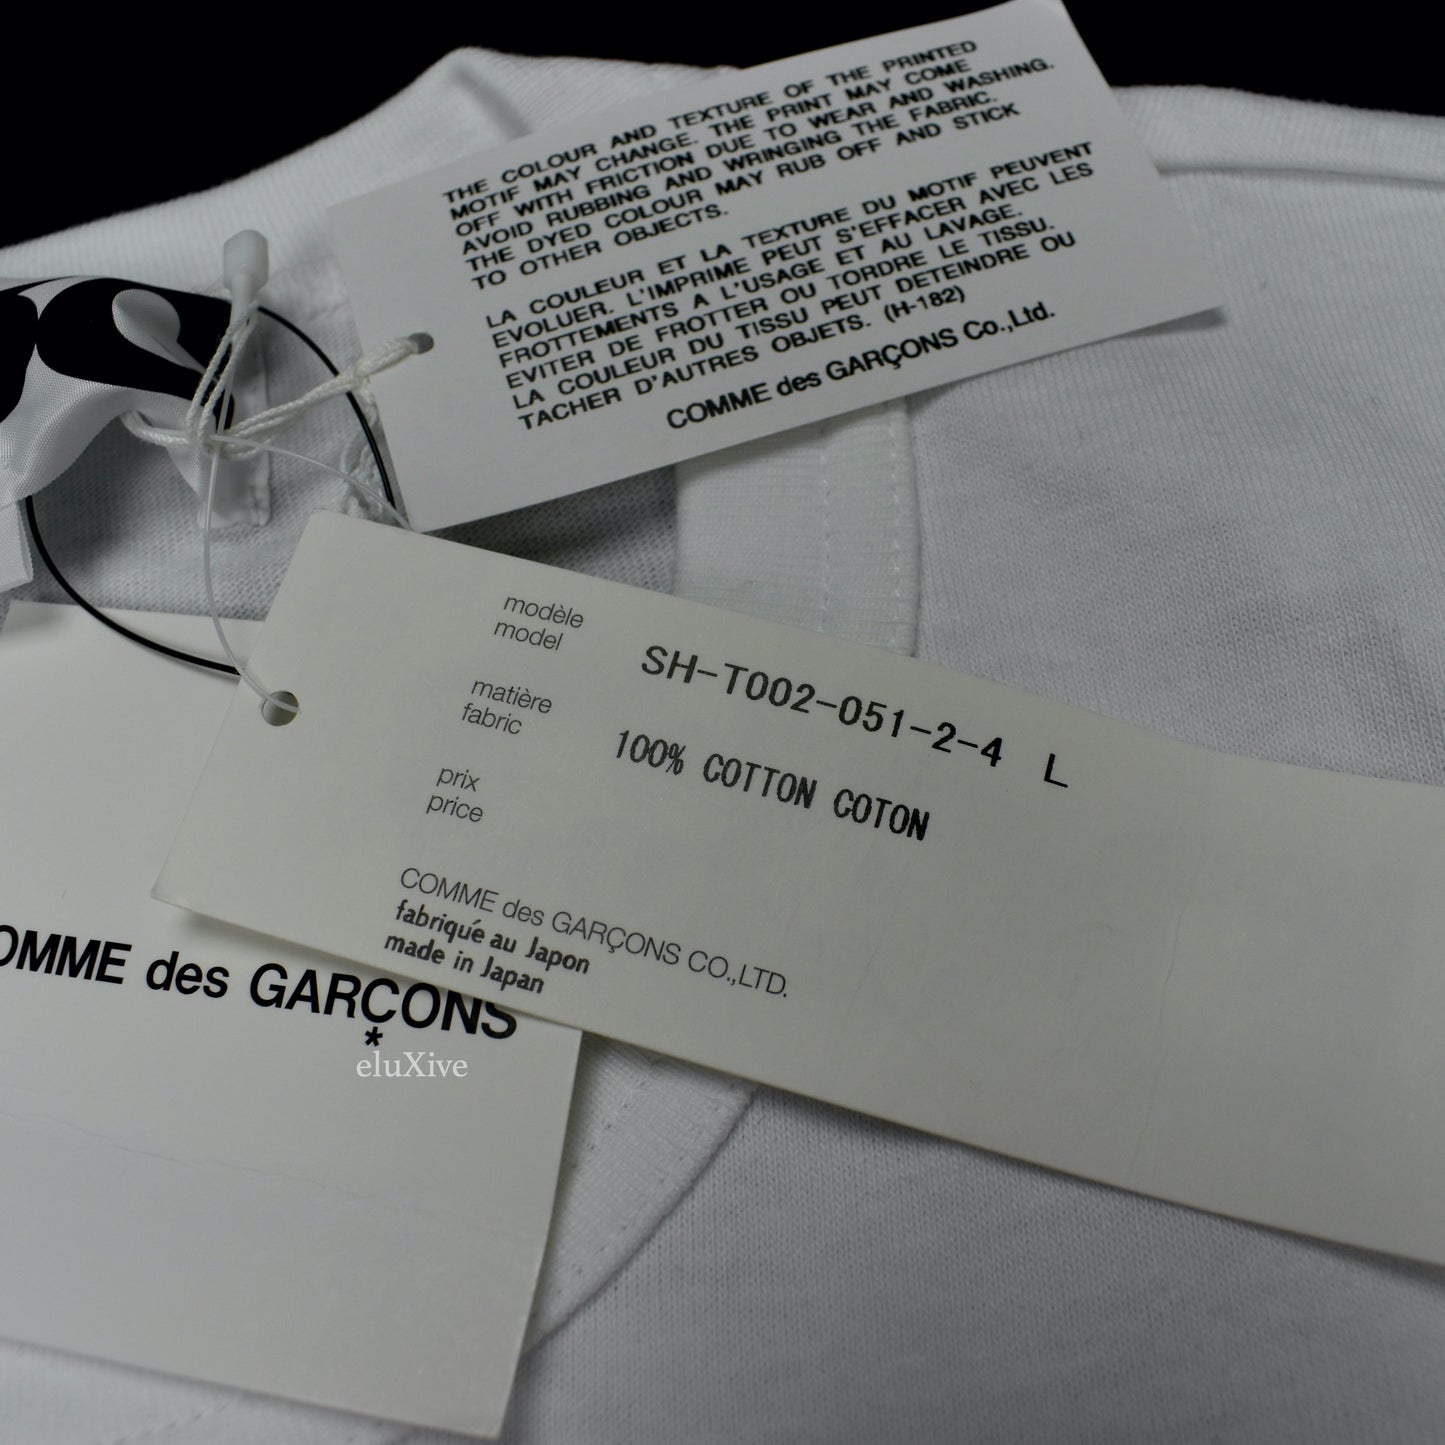 THE COLOUR AND TEXTURE OF THE PRINTED
MOTIF MAY CHANGE. THE PRINT MAY COME
OFF WITH FRICTION DUE TO WEAR AND WASHING.
AVOID RUBBING AND WRINGING THE FABRIC.
THE DYED COLOUR MAY RUB OFF AND STICK
TO OTHER OBJECTS.
LA COULEUR ET LA TEXTURE DU MOTIF PEUVENT
EVOLUER. L'IMPRIME PEUT S'EFFACER AVEC LES
FROTTEMENTS A L'USAGE ET AU LAVAGE.
EVITER DE FROTTER OU TORDRE LE TISSU.
LA COULEUR DU TISSU PEUT DETEINDRE OU
TACHER D'AUTRES OBJETS. (H-182)
COMME des GARÇONS Co.,Ltd.
modèle
model
SH-T002-051-2-4 L
matière
fabric
100% COTTON COTON
prix
price
COMME des GARÇONS CO.,LTD.
fabriqué au Japon
made in Japan
OMME des GARÇONS
*
eluXive